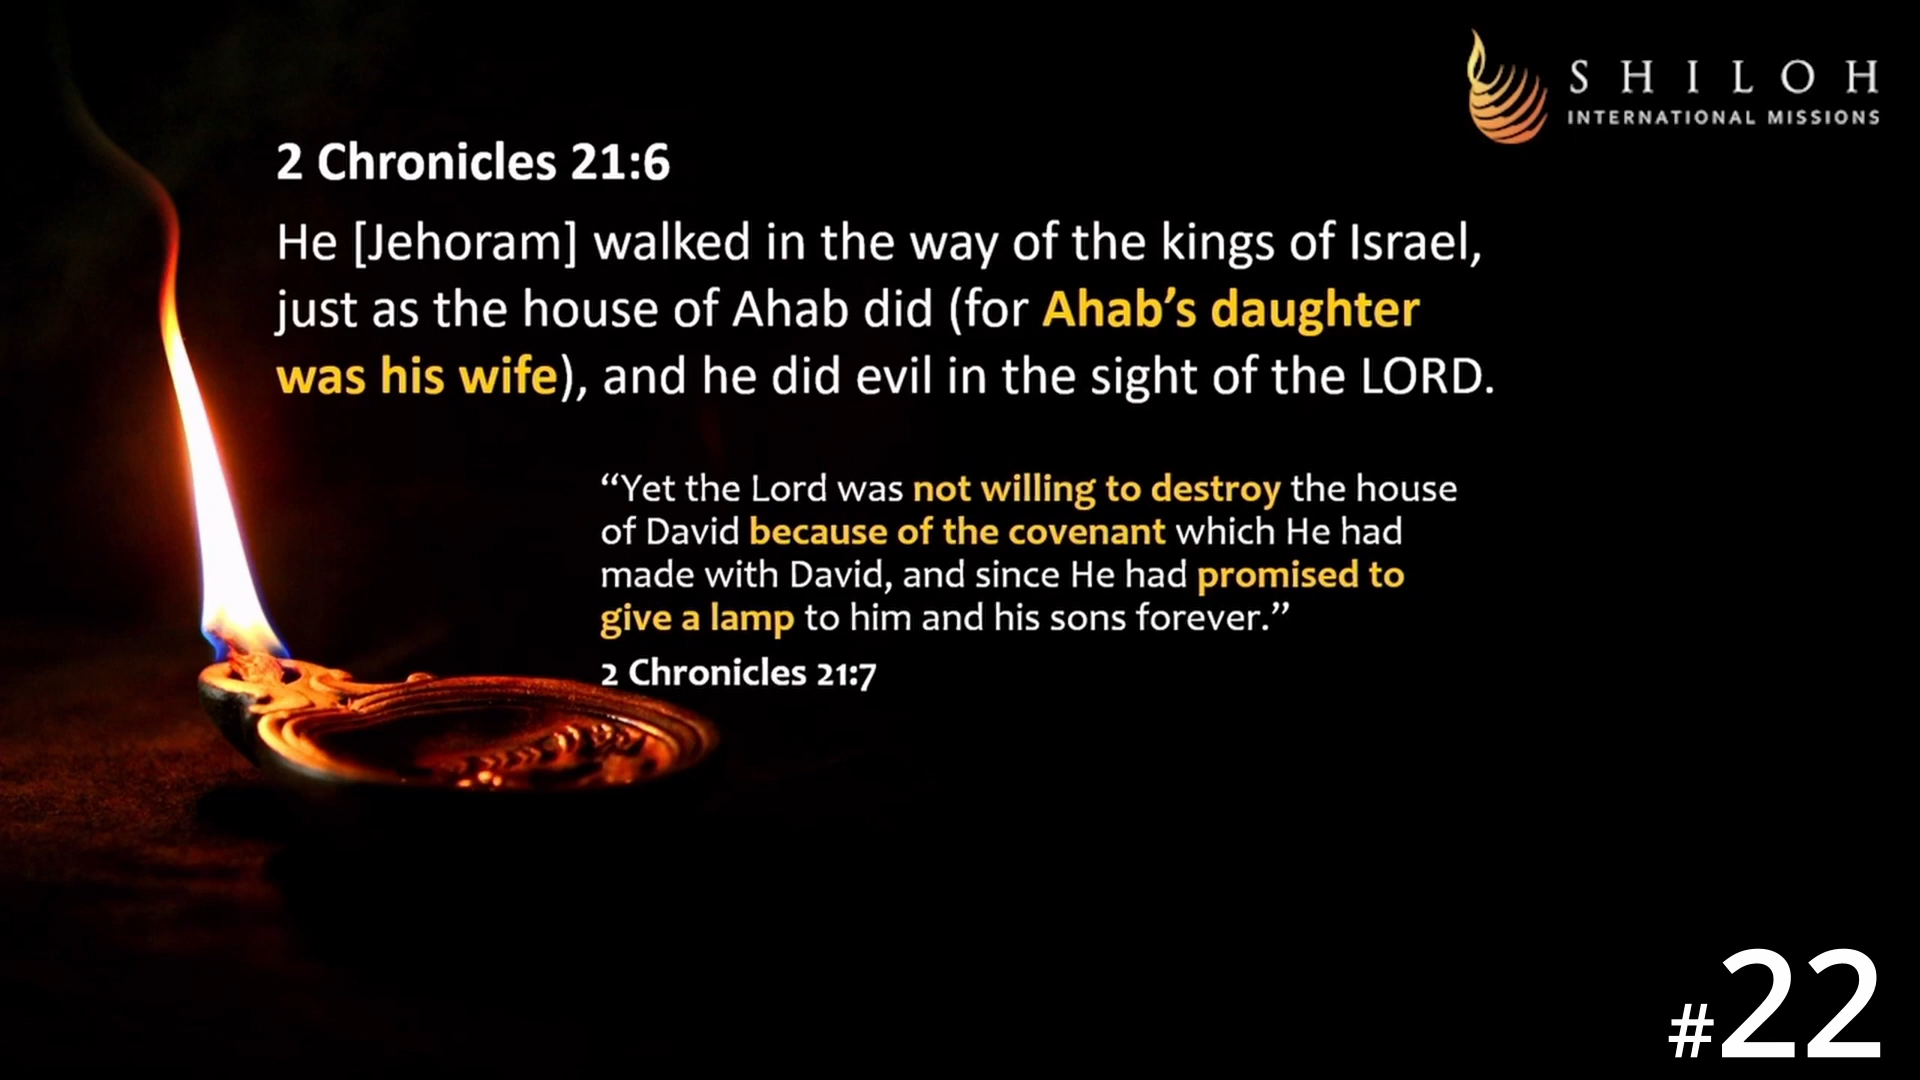 SHILOH
INTERNATIONAL MISSIONS
2 Chronicles 21:6
He [Jehoram] walked in the way of the kings of Israel,
just as the house of Ahab did (for Ahab’s daughter
was his wife), and he did evil in the sight of the LORD.
“Yet the Lord was not willing to destroy the house
of David because of the covenant which He had
made with David, and since He had promised to
give a lamp to him and his sons forever.”
2 Chronicles 21:7
#22